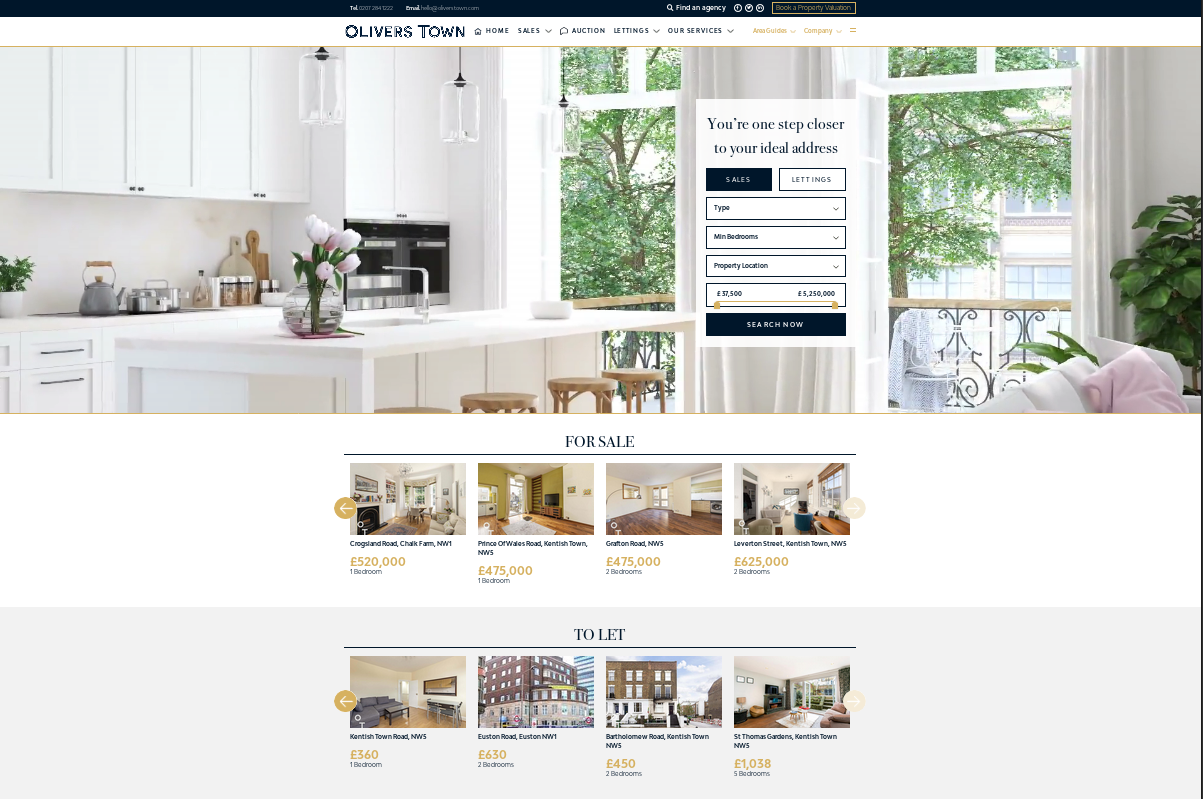 Tel. 0207 284 1222 Email. hello@oliverstown.com Find an agency Book a Property Valuation
OLIVERS TOWN HOME SALES AUCTION LETTINGS OUR SERVICES Area Guides Company
You're one step closer
to your ideal address
SALES LETTINGS
Type
Min Bedrooms
Property Location
£37,500 £5,250,000
SEARCH NOW
FOR SALE
Crogsland Road, Chalk Farm, NW1
£520,000
1 Bedroom
Prince Of Wales Road, Kentish Town,
NW5
£475,000
1 Bedroom
Grafton Road, NW5
£475,000
2 Bedrooms
Leverton Street, Kentish Town, NW5
£625,000
2 Bedrooms
TO LET
Kentish Town Road, NW5
£360
1 Bedroom
Euston Road, Euston NW1
£630
2 Bedrooms
Bartholomew Road, Kentish Town
NW5
£450
2 Bedrooms
St Thomas Gardens, Kentish Town
NW5
£1,038
5 Bedrooms